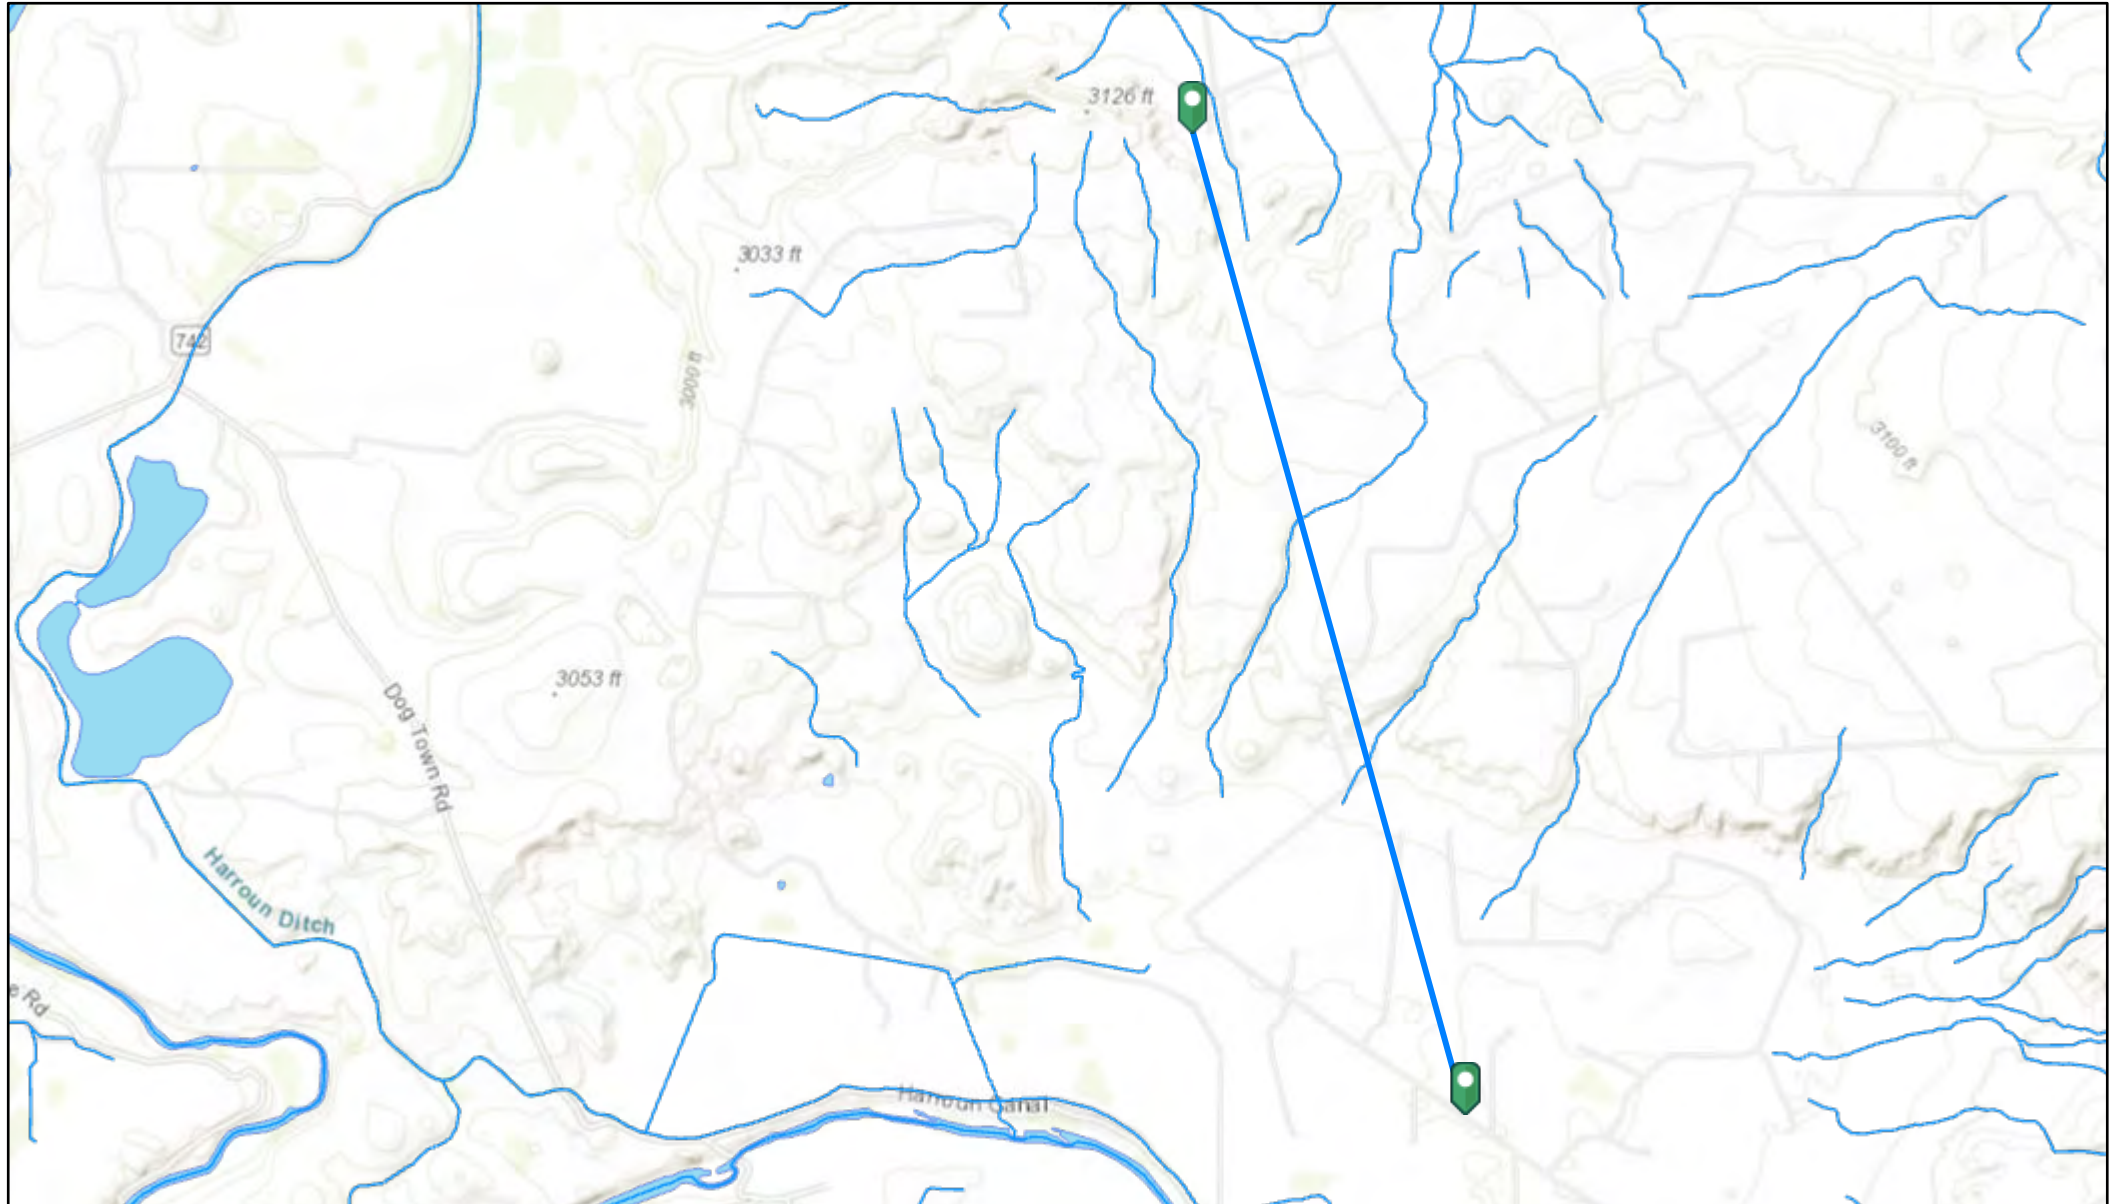 3126 ft
3033 ft
742
3000 ft
3100 ft
3053 ft
Dog Town Rd
Harroun Ditch
e Rd
Harroun Canal